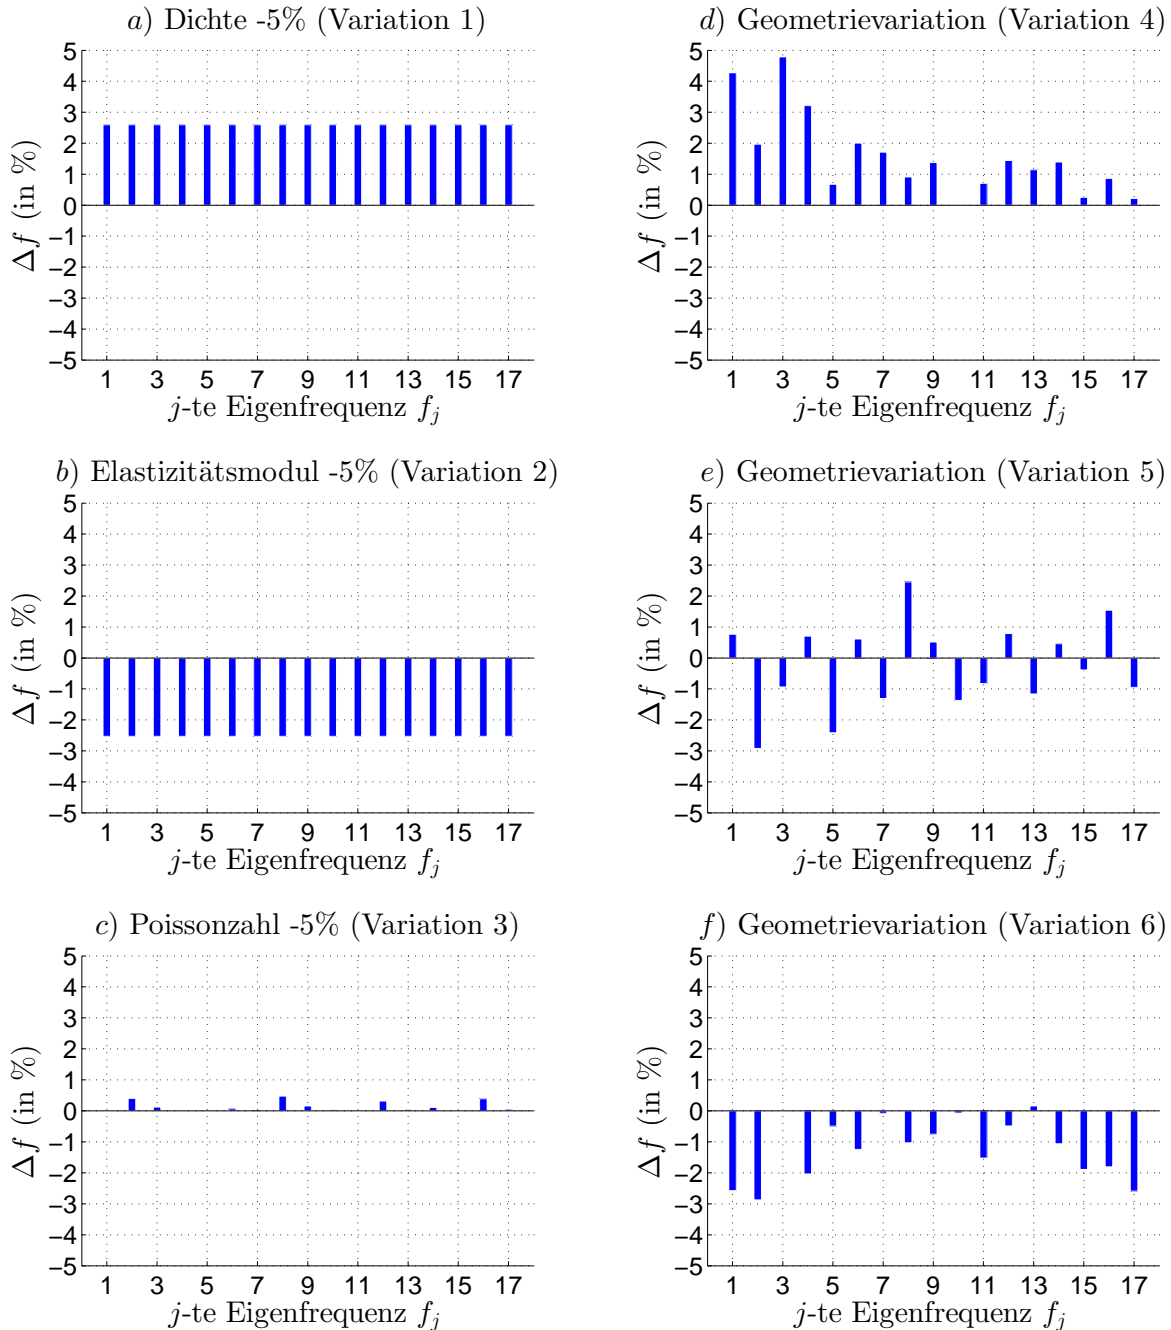 a) Dichte -5% (Variation 1)
5
4
3
2
1
0
−1
−2
−3
−4
−5
Δf (in %)
1 3 5 7 9 11 13 15 17
j-te Eigenfrequenz f_j
b) Elastizitätsmodul -5% (Variation 2)
5
4
3
2
1
0
−1
−2
−3
−4
−5
Δf (in %)
1 3 5 7 9 11 13 15 17
j-te Eigenfrequenz f_j
c) Poissonzahl -5% (Variation 3)
5
4
3
2
1
0
−1
−2
−3
−4
−5
Δf (in %)
1 3 5 7 9 11 13 15 17
j-te Eigenfrequenz f_j
d) Geometrievariation (Variation 4)
5
4
3
2
1
0
−1
−2
−3
−4
−5
Δf (in %)
1 3 5 7 9 11 13 15 17
j-te Eigenfrequenz f_j
e) Geometrievariation (Variation 5)
5
4
3
2
1
0
−1
−2
−3
−4
−5
Δf (in %)
1 3 5 7 9 11 13 15 17
j-te Eigenfrequenz f_j
f) Geometrievariation (Variation 6)
5
4
3
2
1
0
−1
−2
−3
−4
−5
Δf (in %)
1 3 5 7 9 11 13 15 17
j-te Eigenfrequenz f_j